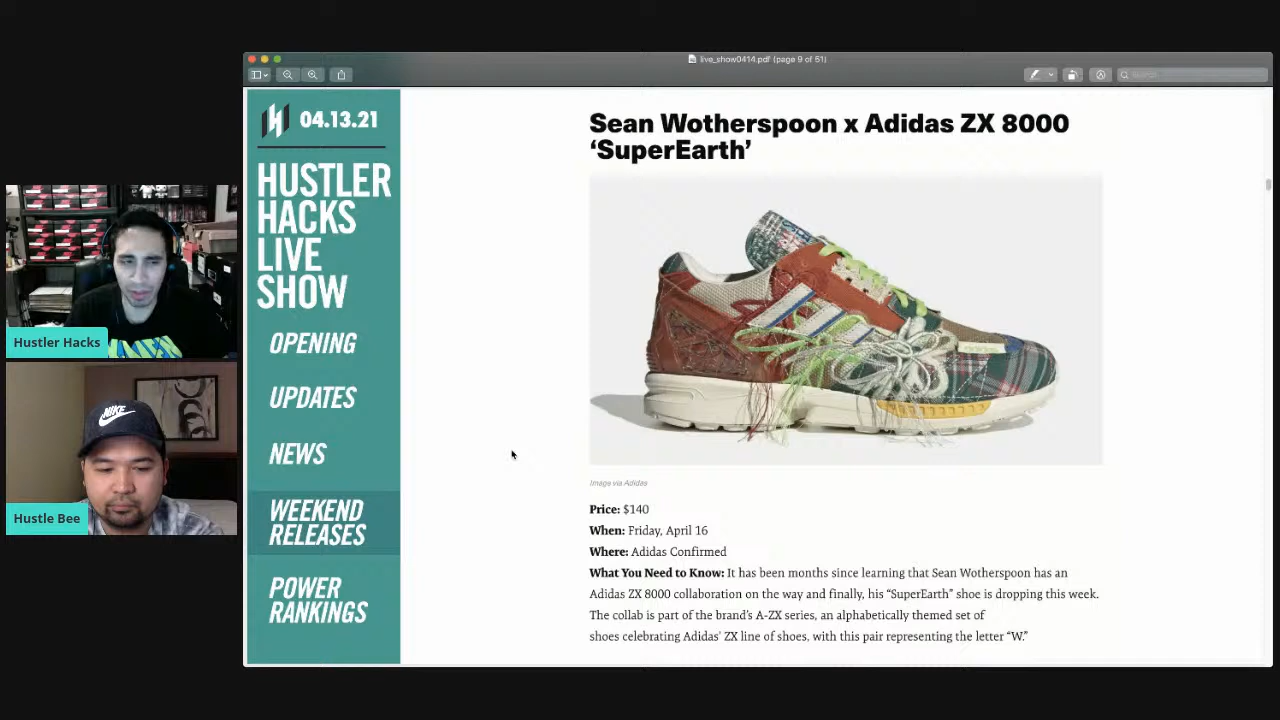 live_show0414.pdf (page 9 of 51)
Search
04.13.21
HUSTLER
HACKS
LIVE
SHOW
OPENING
UPDATES
NEWS
WEEKEND
RELEASES
POWER
RANKINGS
Sean Wotherspoon x Adidas ZX 8000
‘SuperEarth’
Image via Adidas
Price: $140
When: Friday, April 16
Where: Adidas Confirmed
What You Need to Know: It has been months since learning that Sean Wotherspoon has an
Adidas ZX 8000 collaboration on the way and finally, his “SuperEarth” shoe is dropping this week.
The collab is part of the brand’s A-ZX series, an alphabetically themed set of
shoes celebrating Adidas’ ZX line of shoes, with this pair representing the letter “W.”
Hustler Hacks
NIKE
Hustle Bee